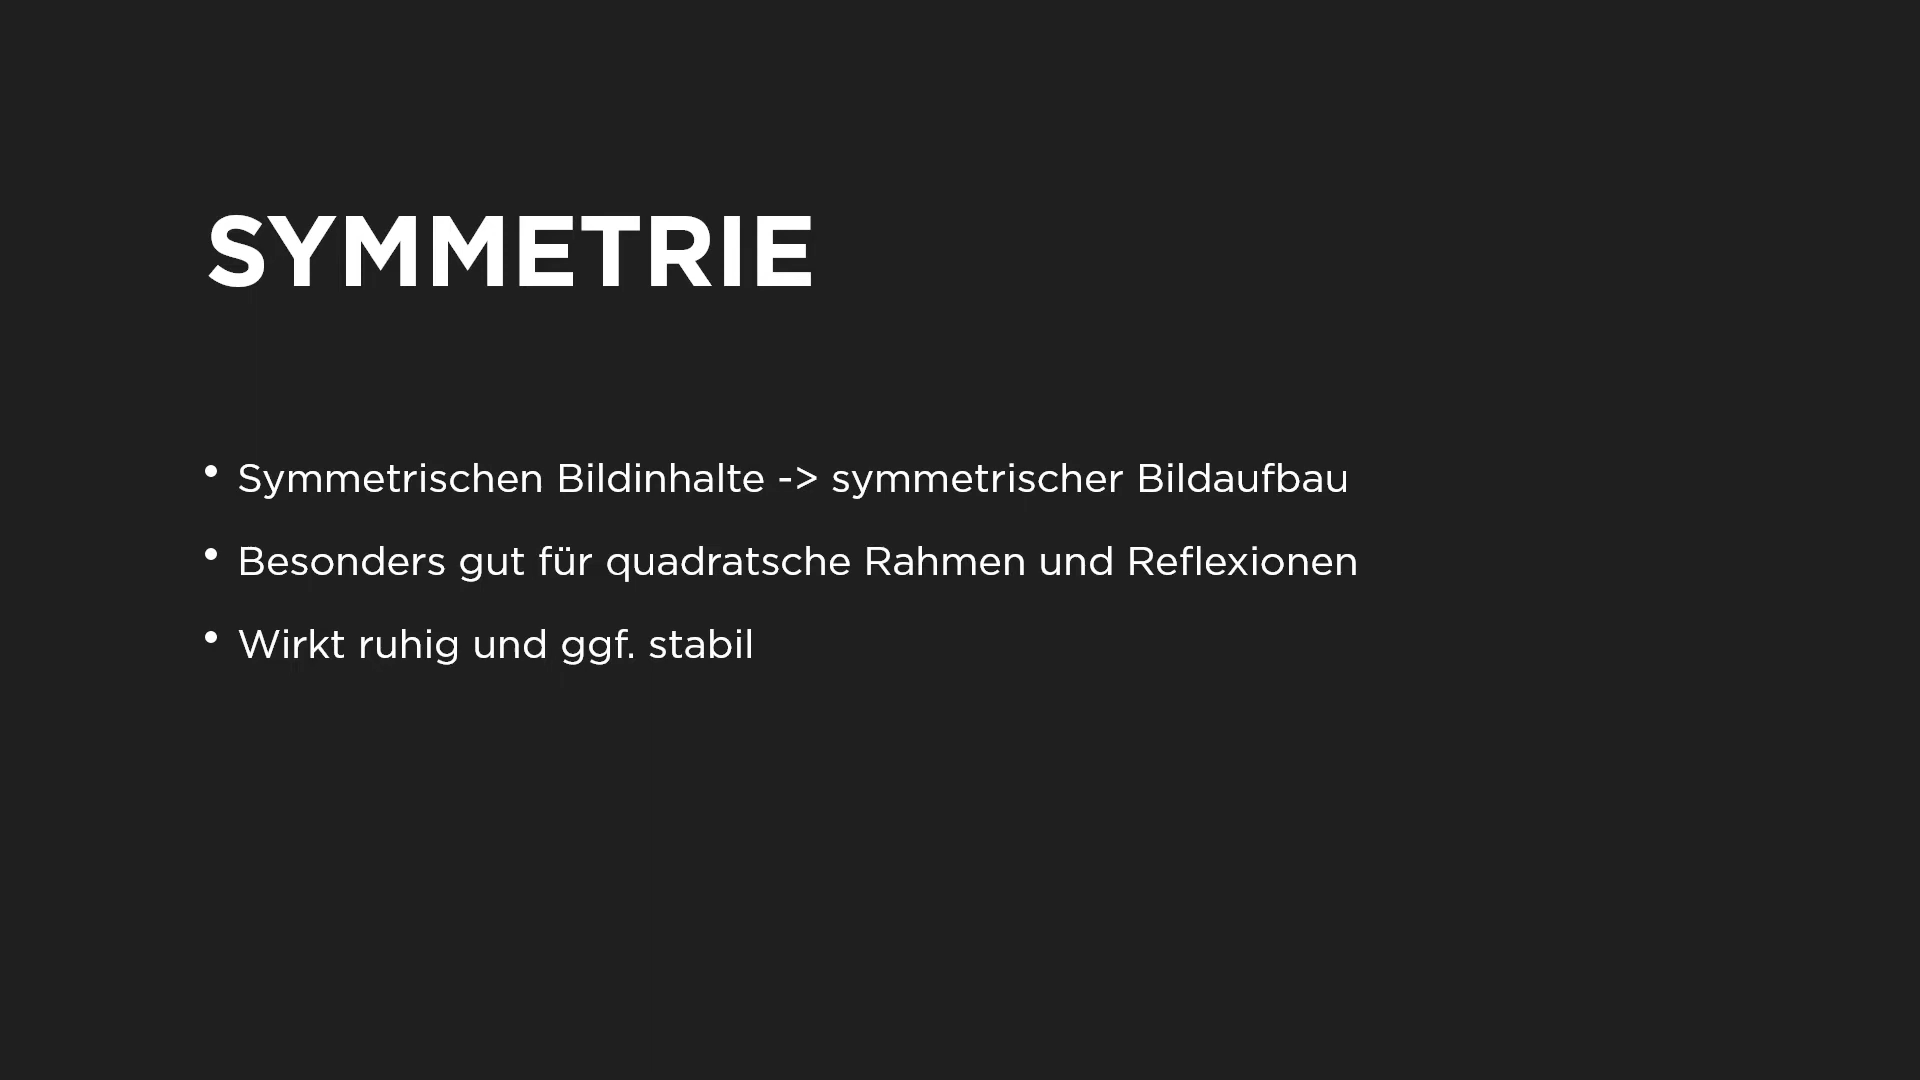 SYMMETRIE
• Symmetrischen Bildinhalte -> symmetrischer Bildaufbau
• Besonders gut für quadratsche Rahmen und Reflexionen
• Wirkt ruhig und ggf. stabil